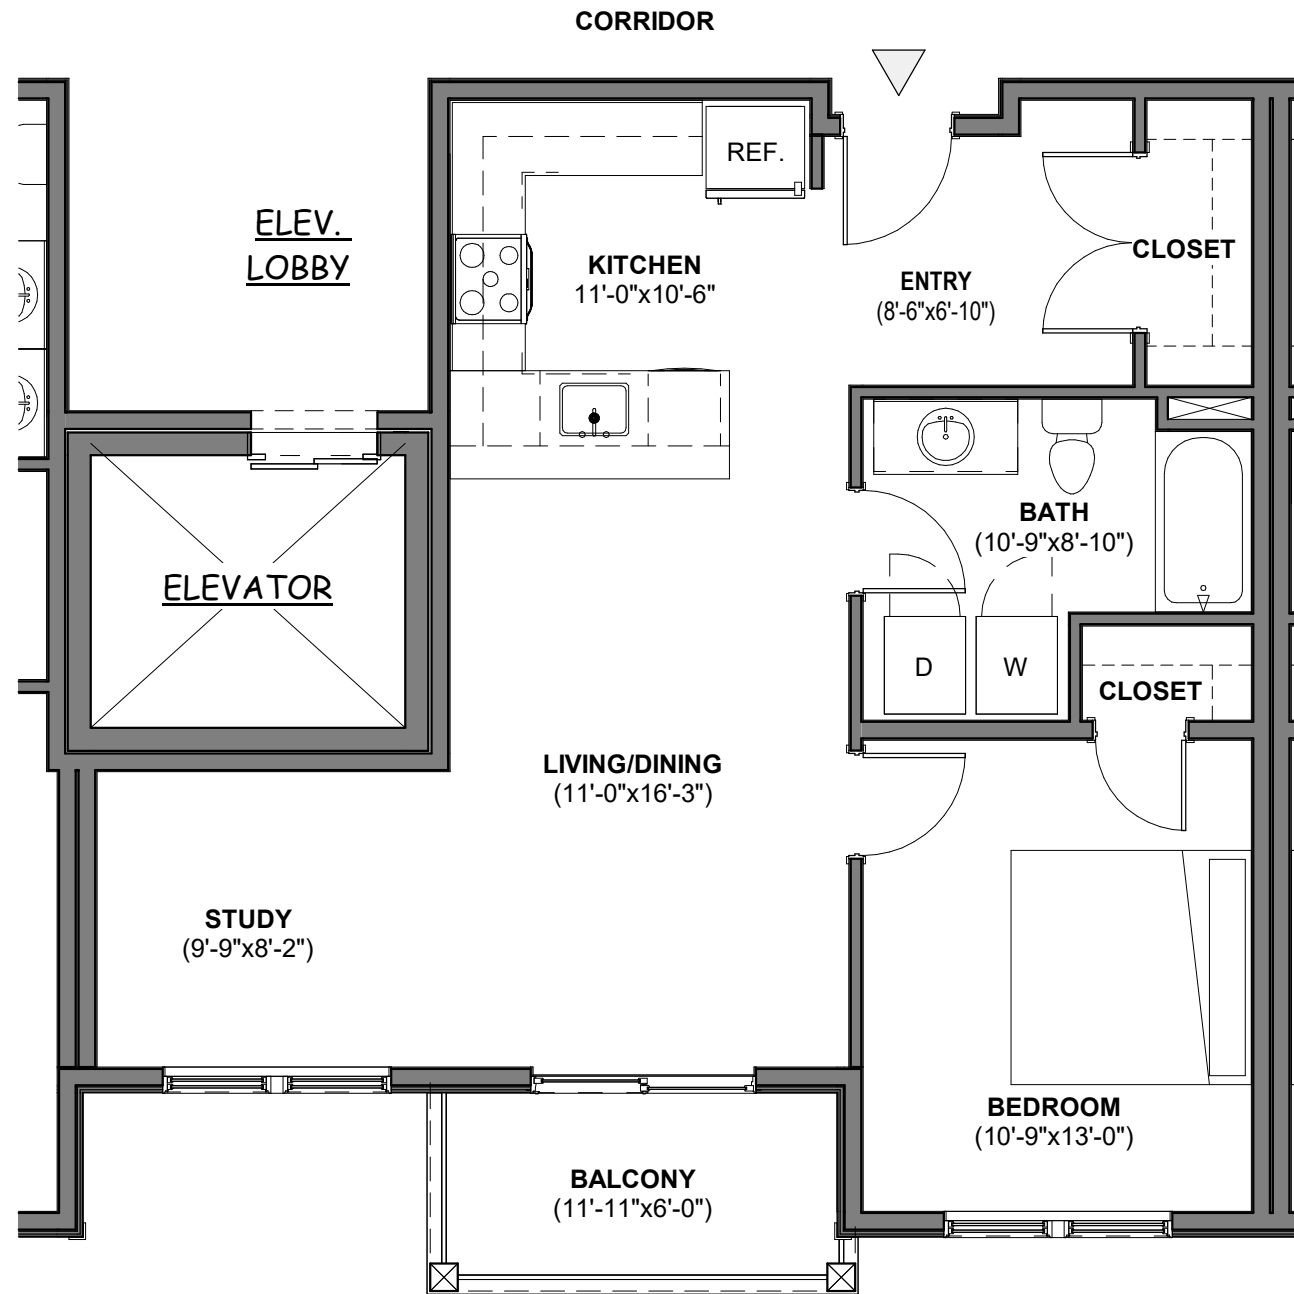 CORRIDOR
REF.
ELEV.
LOBBY
KITCHEN
11'-0"x10'-6"
ENTRY
(8'-6"x6'-10")
CLOSET
BATH
(10'-9"x8'-10")
ELEVATOR
D
W
CLOSET
LIVING/DINING
(11'-0"x16'-3")
STUDY
(9'-9"x8'-2")
BEDROOM
(10'-9"x13'-0")
BALCONY
(11'-11"x6'-0")